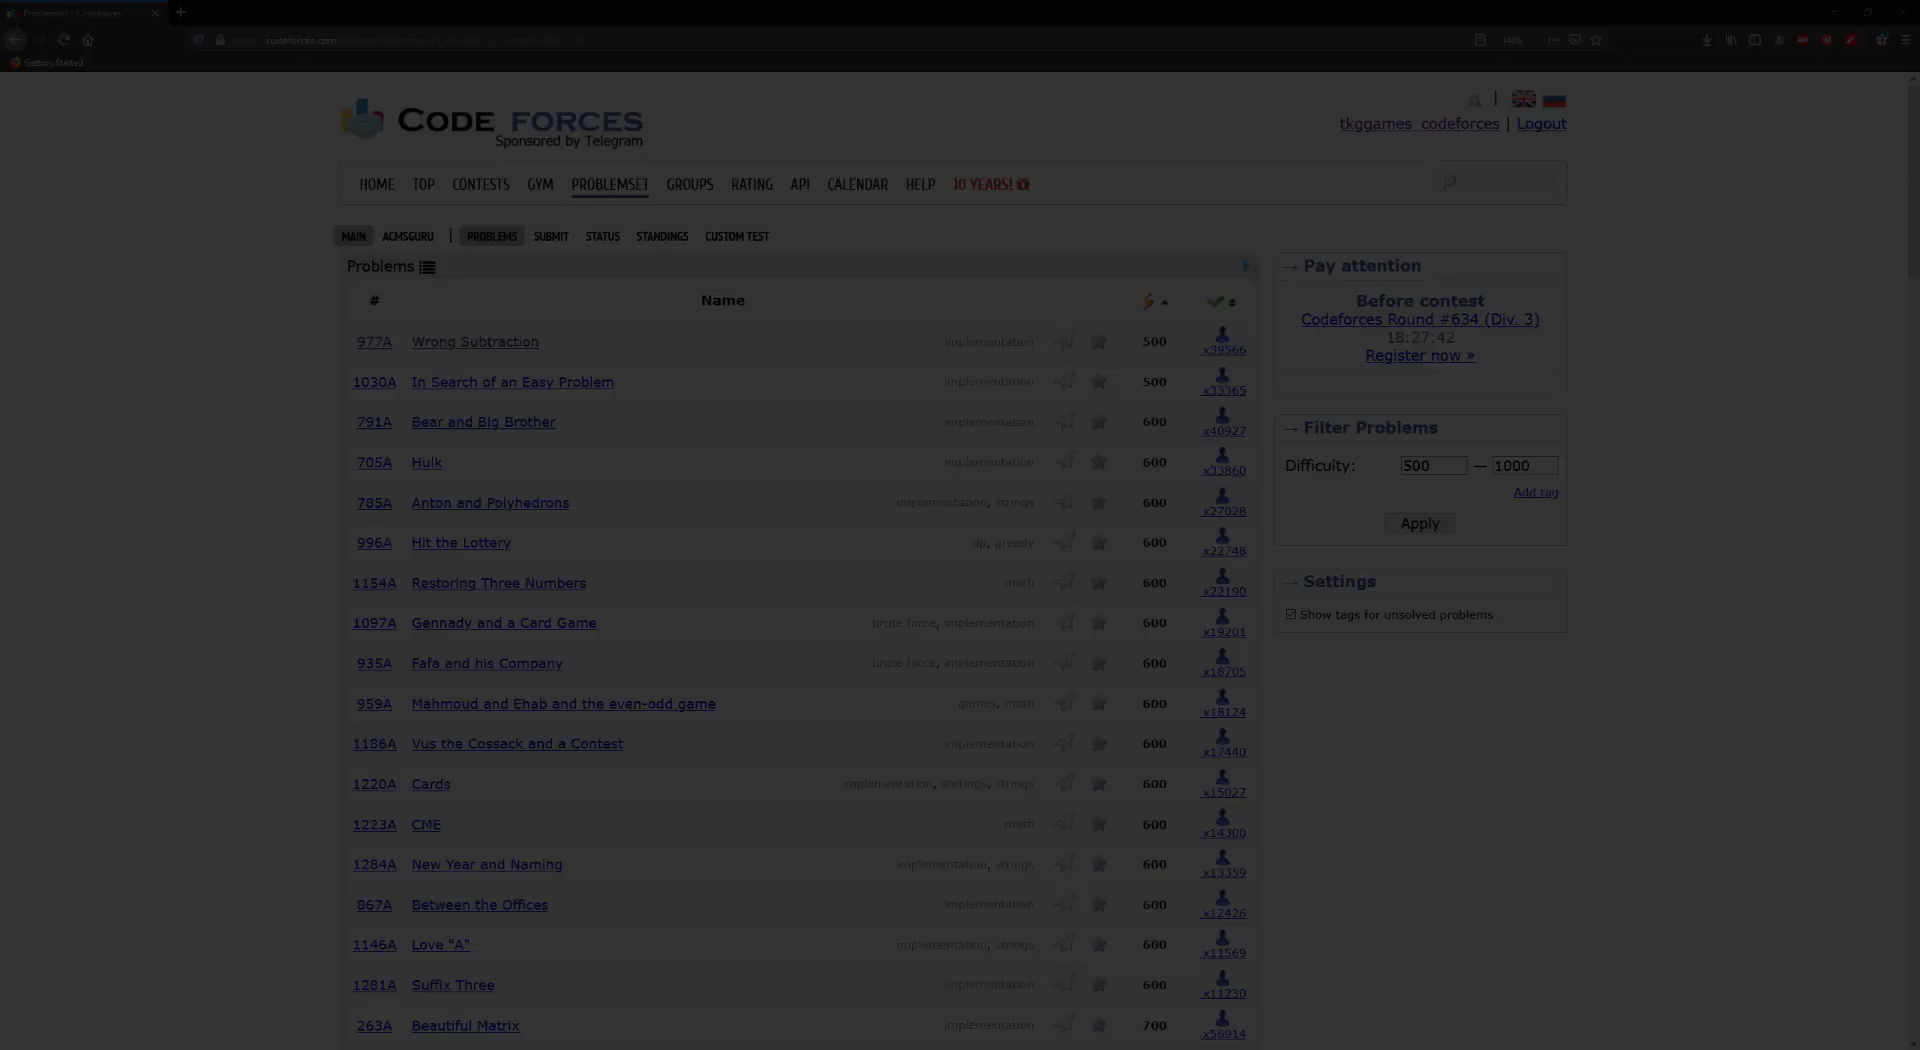 Problemset - Codeforces
codeforces.com
140%
Getting Started
CODE FORCES
Sponsored by Telegram
tkggames_codeforces | Logout
HOME TOP CONTESTS GYM PROBLEMSET GROUPS RATING API CALENDAR HELP 10 YEARS!
MAIN ACMSGURU | PROBLEMS SUBMIT STATUS STANDINGS CUSTOM TEST
Problems
# Name
977A Wrong Subtraction implementation 500 x39566
1030A In Search of an Easy Problem implementation 500 x33365
791A Bear and Big Brother implementation 600 x40927
705A Hulk implementation 600 x33860
785A Anton and Polyhedrons implementation, strings 600 x27028
996A Hit the Lottery dp, greedy 600 x22748
1154A Restoring Three Numbers math 600 x22190
1097A Gennady and a Card Game brute force, implementation 600 x19201
935A Fafa and his Company brute force, implementation 600 x18705
959A Mahmoud and Ehab and the even-odd game games, math 600 x18124
1186A Vus the Cossack and a Contest implementation 600 x17440
1220A Cards implementation, sortings, strings 600 x15027
1223A CME math 600 x14300
1284A New Year and Naming implementation, strings 600 x13359
867A Between the Offices implementation 600 x12426
1146A Love "A" implementation, strings 600 x11569
1281A Suffix Three implementation 600 x11230
263A Beautiful Matrix implementation 700 x56914
→ Pay attention
Before contest
Codeforces Round #634 (Div. 3)
18:27:42
Register now »
→ Filter Problems
Difficulty: 500 — 1000
Add tag
Apply
→ Settings
Show tags for unsolved problems